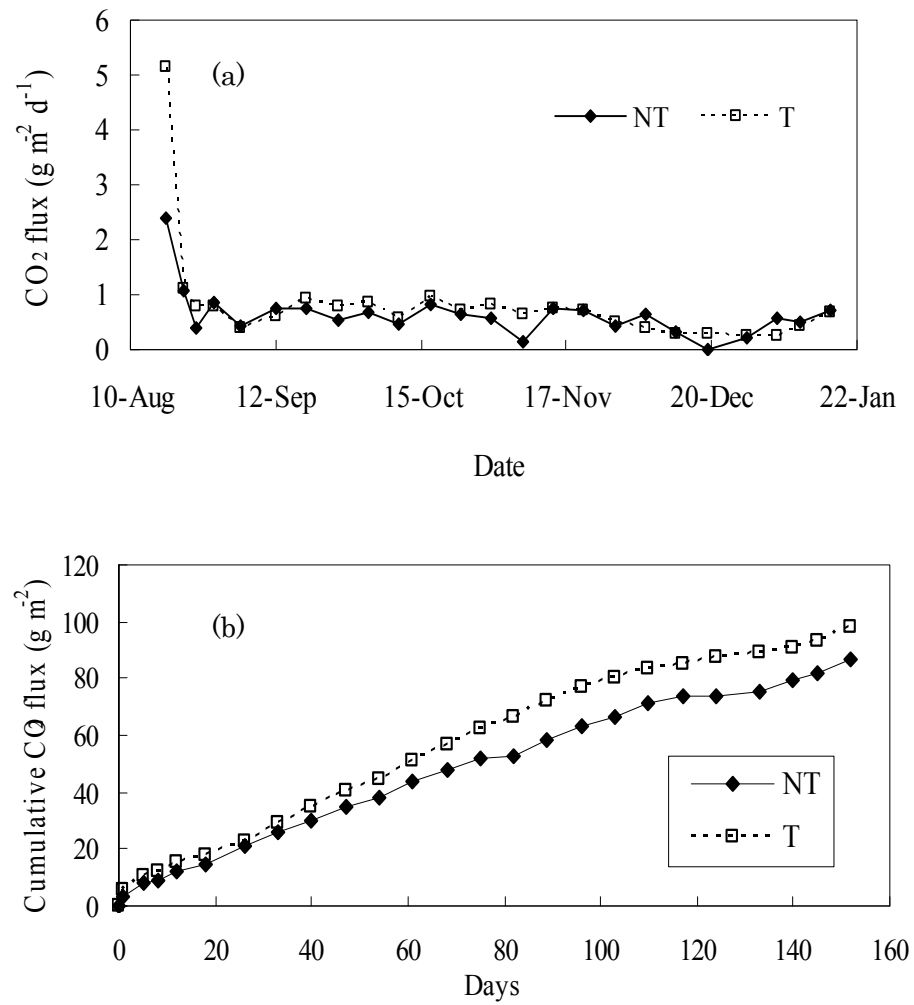 6
5
4
3
2
1
0
CO2 flux (g m-2 d-1)
(a)
NT T
10-Aug 12-Sep 15-Oct 17-Nov 20-Dec 22-Jan
Date
120
100
80
60
40
20
0
Cumulative CO2 flux (g m-2)
(b)
NT
T
0 20 40 60 80 100 120 140 160
Days